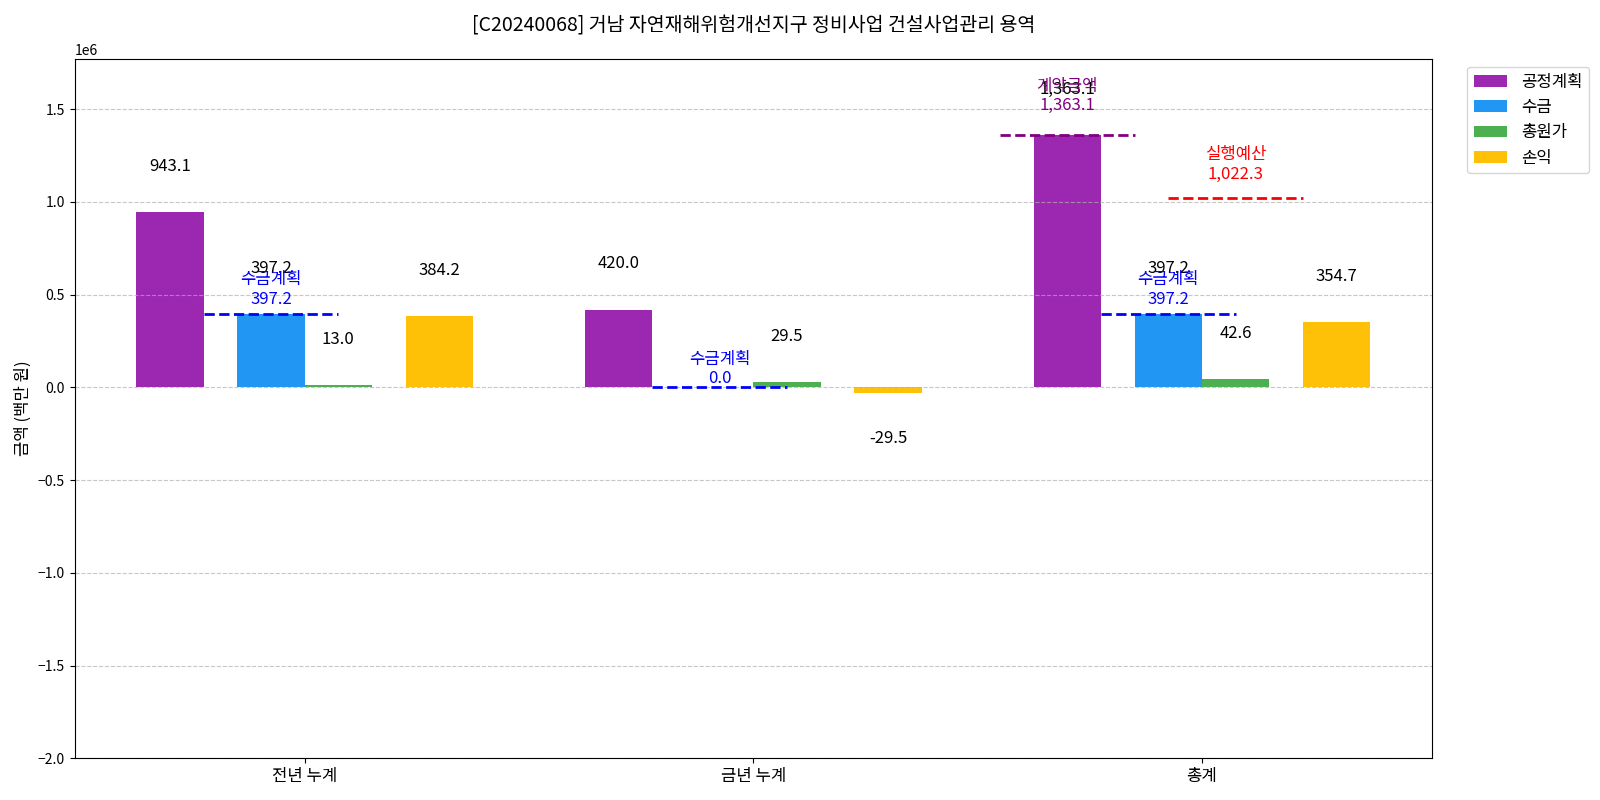 [C20240068] 거남 자연재해위험개선지구 정비사업 건설사업관리 용역
1e6
금액 (백만 원)
1.5
1.0
0.5
0.0
−0.5
−1.0
−1.5
−2.0
943.1
397.2
수금계획
397.2
13.0
384.2
420.0
수금계획
0.0
29.5
-29.5
계약금액
1,363.1
1,363.1
실행예산
1,022.3
397.2
수금계획
397.2
42.6
354.7
전년 누계
금년 누계
총계
공정계획
수금
총원가
손익